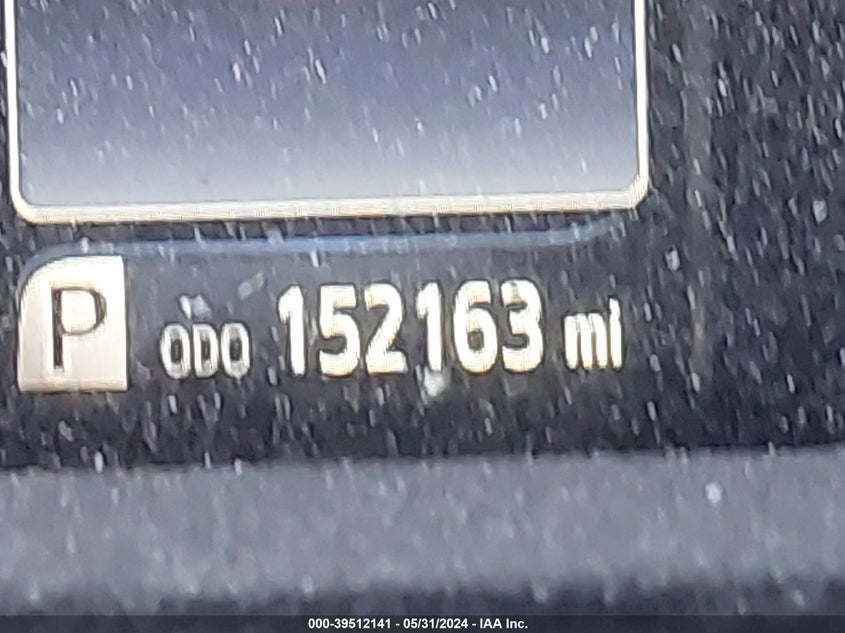 P ODO 152163 mi
000-39512141 - 05/31/2024 - IAA Inc.